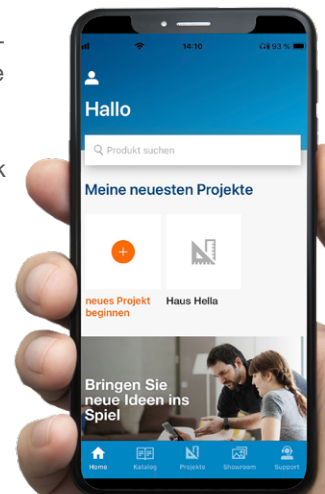 14:10
93 %
Hallo
Produkt suchen
Meine neuesten Projekte
neues Projekt
beginnen
Haus Hella
Bringen Sie
neue Ideen ins
Spiel
Home
Katalog
Projekte
Showroom
Support